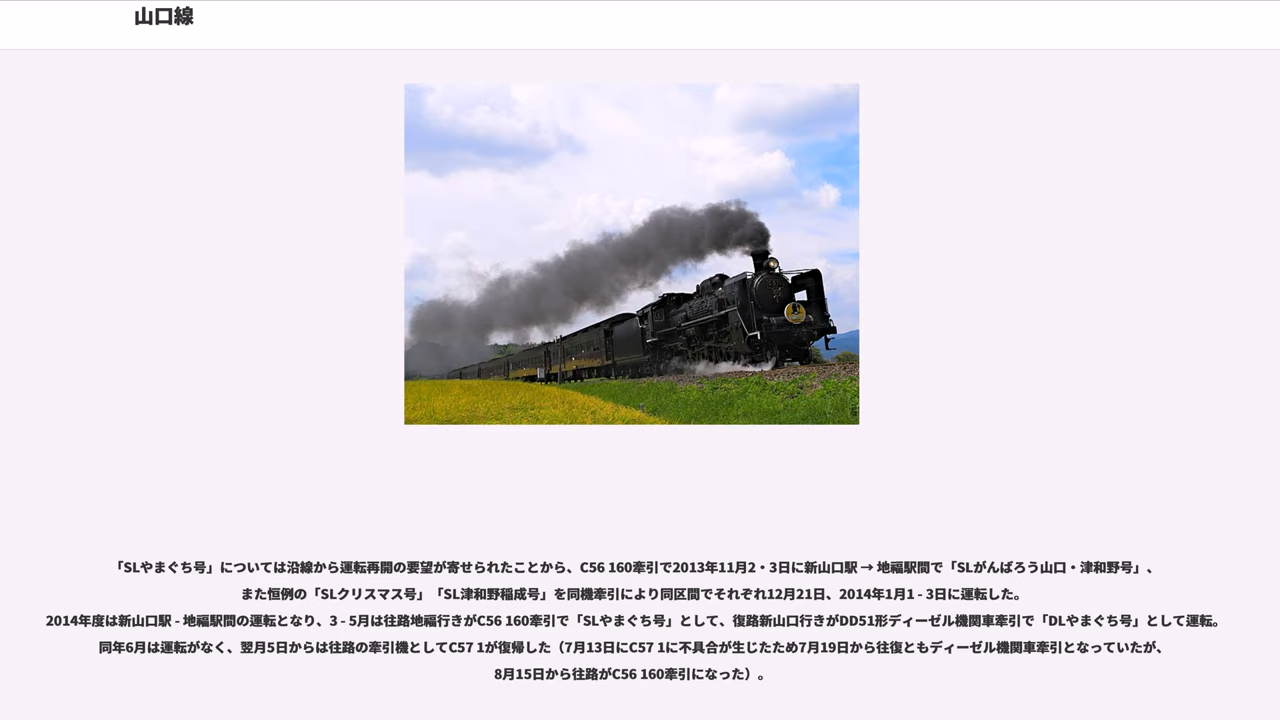 山口線
「SLやまぐち号」については沿線から運転再開の要望が寄せられたことから、C56 160牽引で2013年11月2・3日に新山口駅 → 地福駅間で「SLがんばろう山口・津和野号」、
また恒例の「SLクリスマス号」「SL津和野稲成号」を同機牽引により同区間でそれぞれ12月21日、2014年1月1 - 3日に運転した。
2014年度は新山口駅 - 地福駅間の運転となり、3 - 5月は往路地福行きがC56 160牽引で「SLやまぐち号」として、復路新山口行きがDD51形ディーゼル機関車牽引で「DLやまぐち号」として運転。
同年6月は運転がなく、翌月5日からは往路の牽引機としてC57 1が復帰した（7月13日にC57 1に不具合が生じたため7月19日から往復ともディーゼル機関車牽引となっていたが、
8月15日から往路がC56 160牽引になった）。